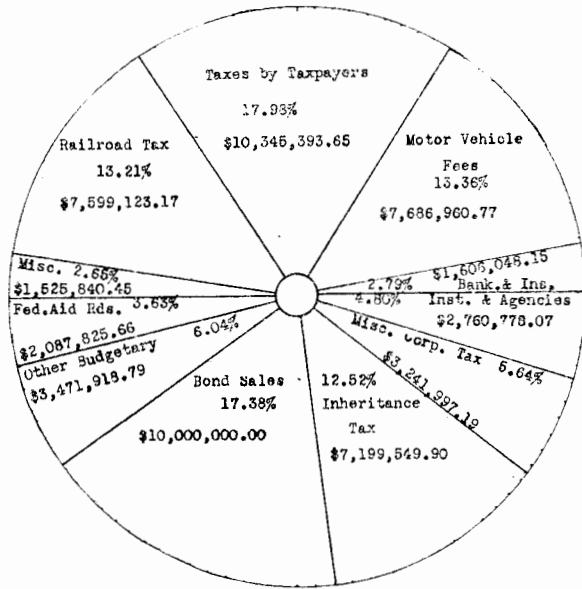 Taxes by Taxpayers
17.98%
$10,345,393.65
Motor Vehicle
Fees
13.36%
$7,686,960.77
Railroad Tax
13.21%
$7,599,123.17
2.79% $1,606,048.15
Bank.& Ins,
4.80% Inst. & Agencies
$2,760,778.07
Misc. Corp. Tax 5.64%
$3,241,997.19
12.52%
Inheritance
Tax
$7,199,549.90
Bond Sales
17.38%
$10,000,000.00
Other Budgetary 6.04%
$3,471,918.79
Fed.Aid Rds. 3.63%
$2,087,825.66
Misc. 2.65%
$1,525,840.45